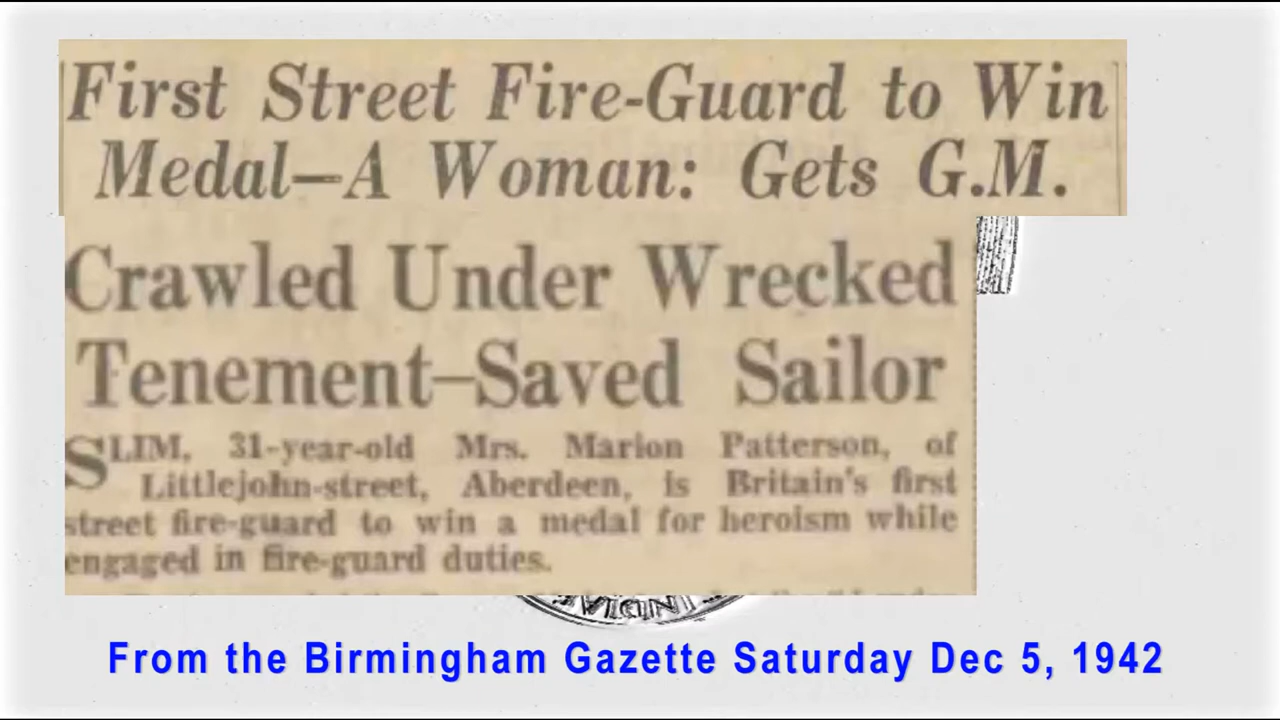 First Street Fire-Guard to Win
Medal—A Woman: Gets G.M.
Crawled Under Wrecked
Tenement—Saved Sailor
SLIM, 31-year-old Mrs. Marion Patterson, of
Littlejohn-street, Aberdeen, is Britain's first
street fire-guard to win a medal for heroism while
engaged in fire-guard duties.
From the Birmingham Gazette Saturday Dec 5, 1942